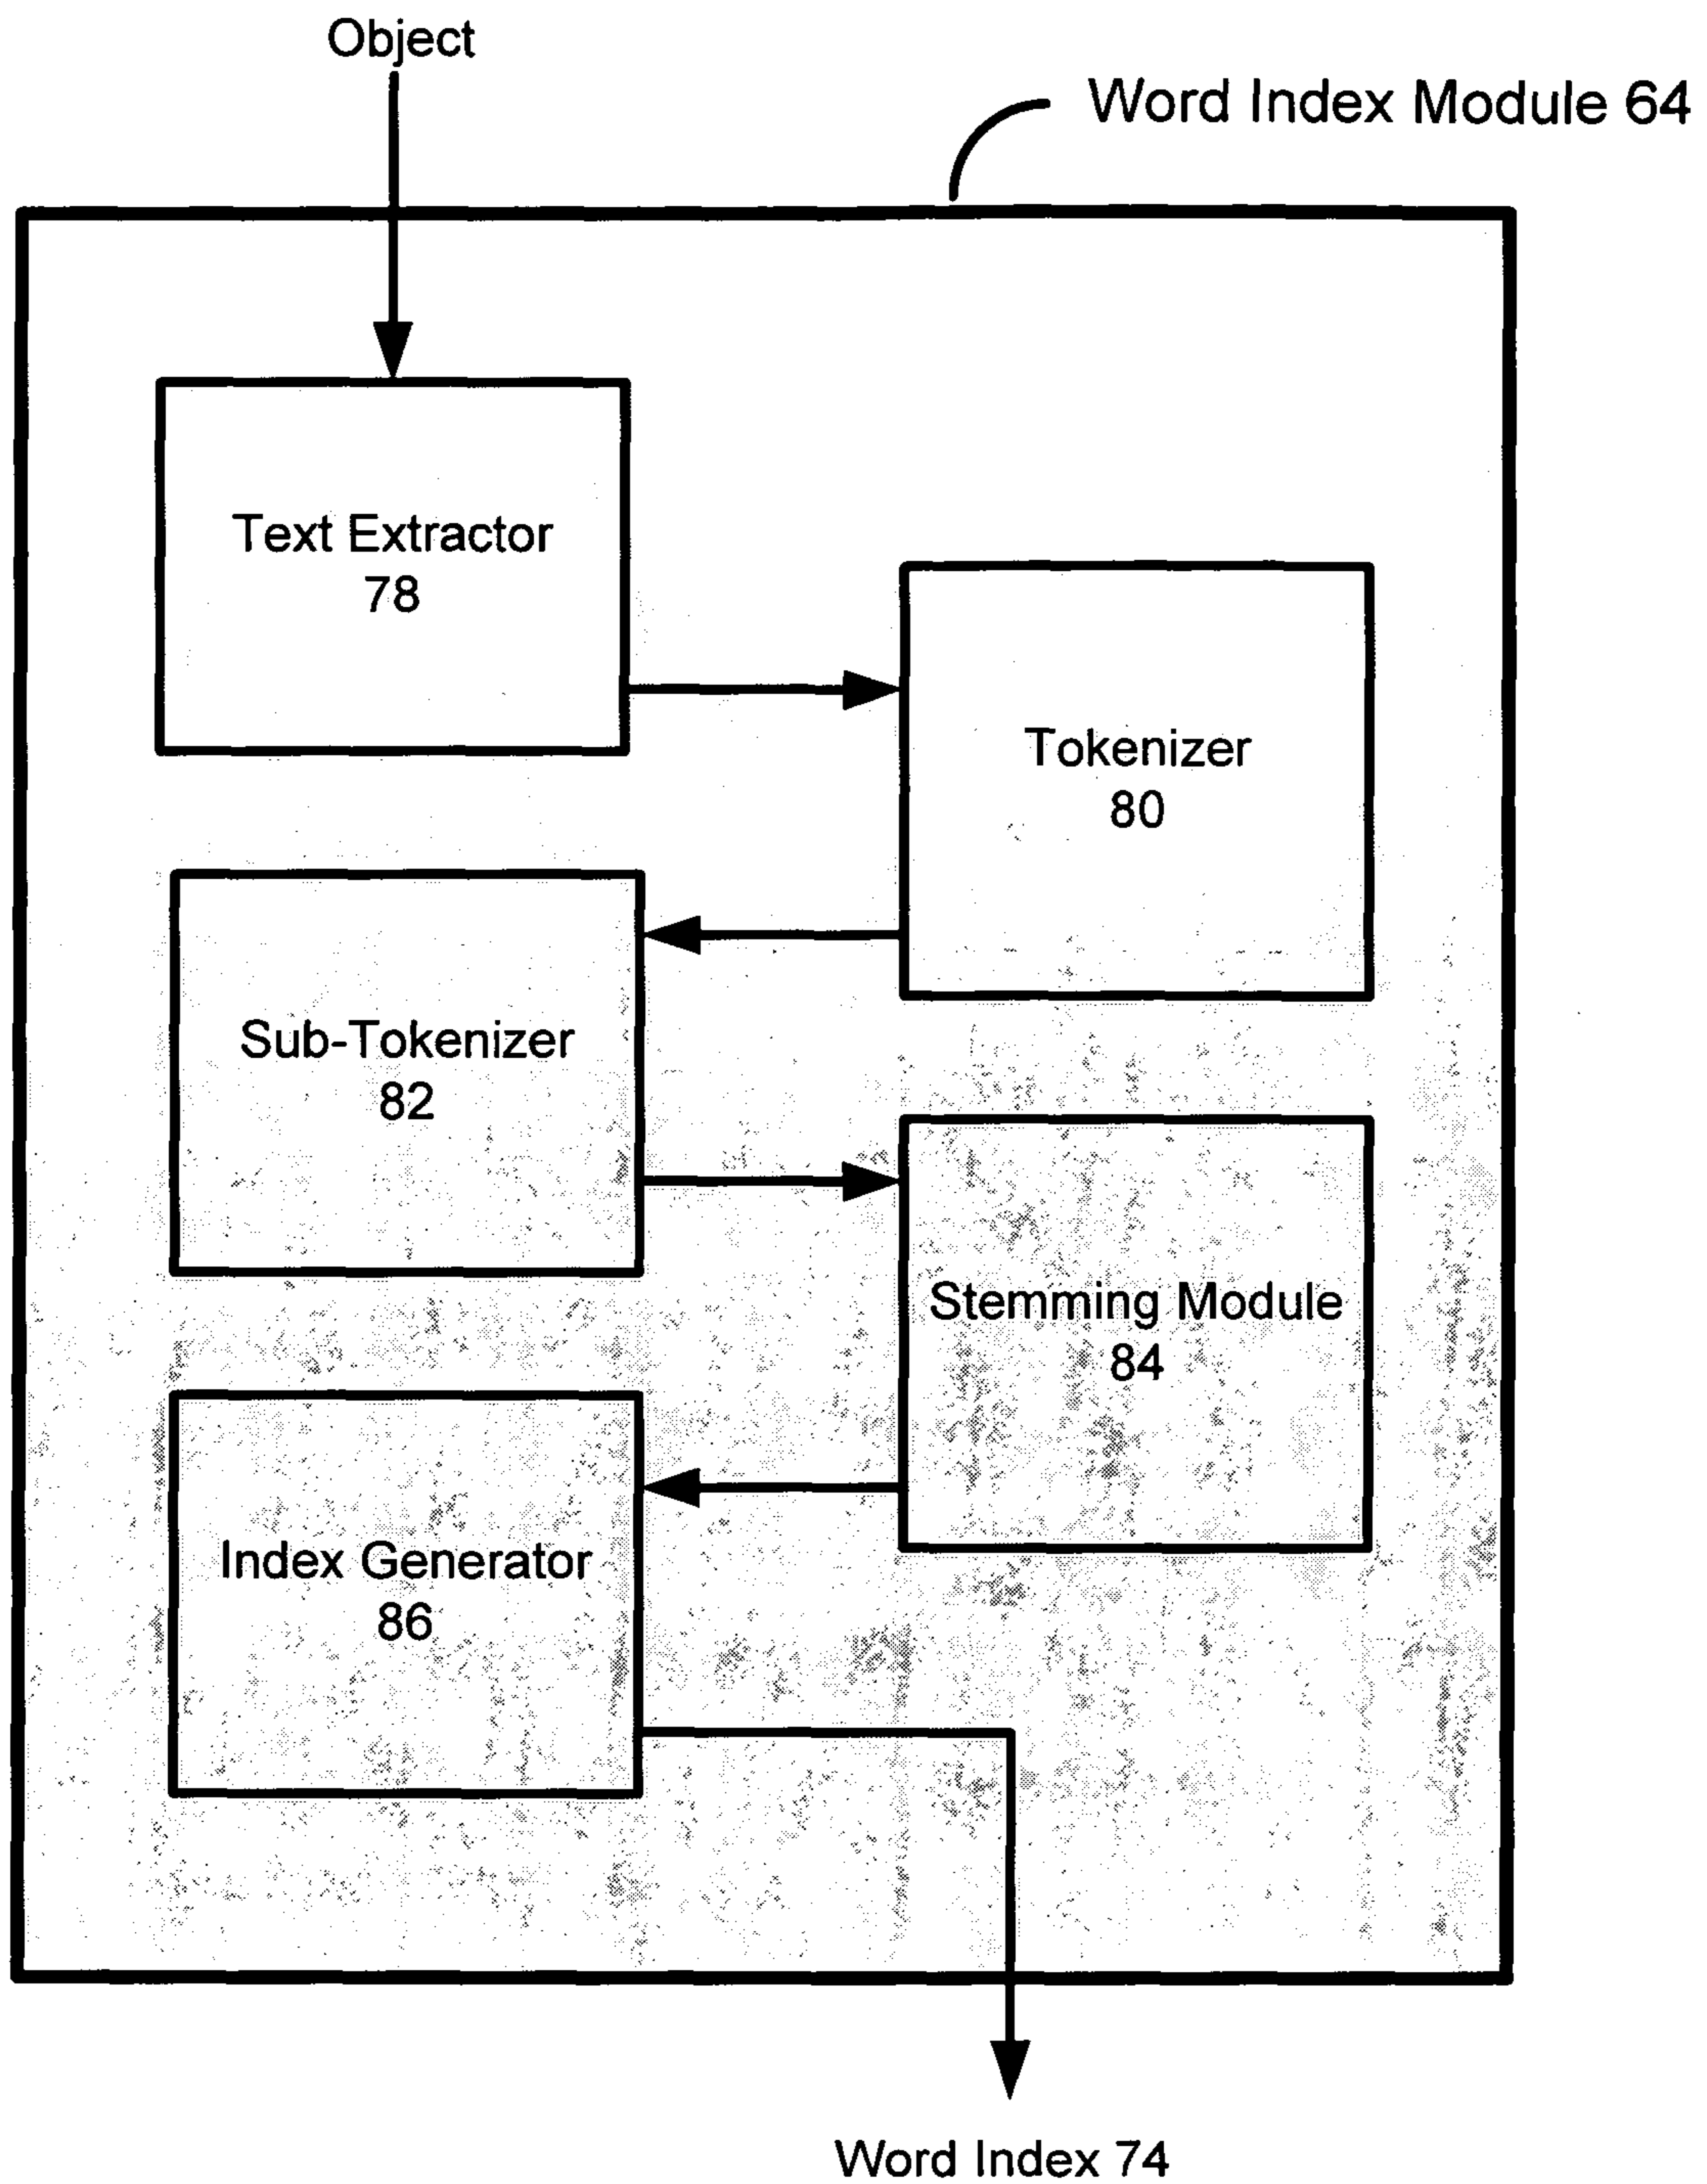 Object
Word Index Module 64
Text Extractor
78
Tokenizer
80
Sub-Tokenizer
82
Stemming Module
84
Index Generator
86
Word Index 74